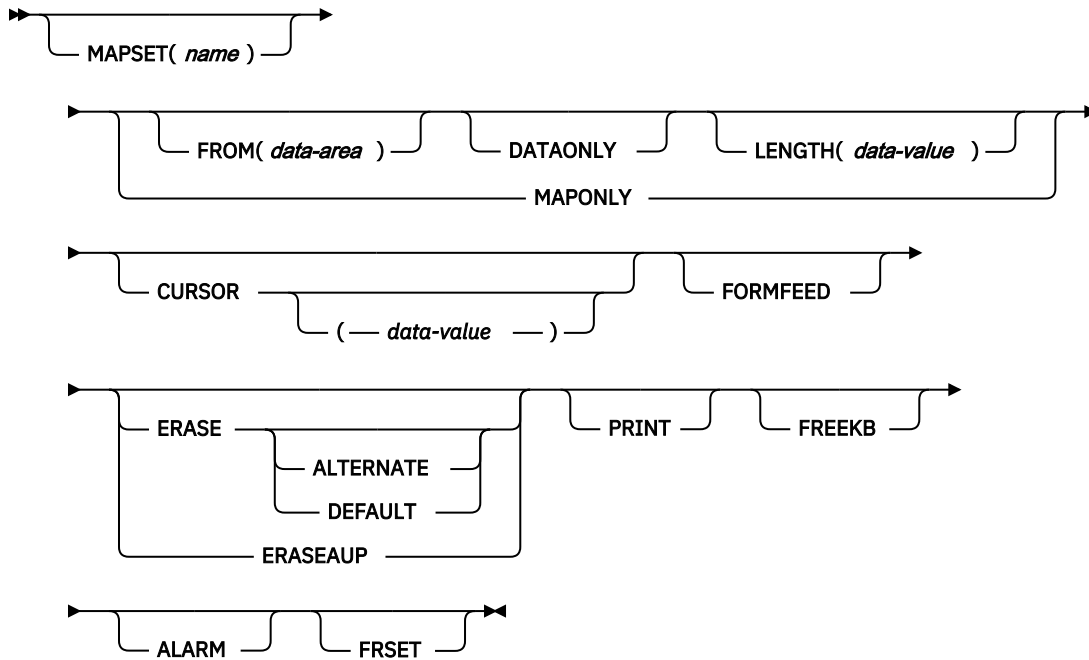 MAPSET( name )
FROM( data-area ) DATAONLY LENGTH( data-value )
MAPONLY
CURSOR FORMFEED
( data-value )
ERASE PRINT FREEKB
ALTERNATE
DEFAULT
ERASEAUP
ALARM FRSET